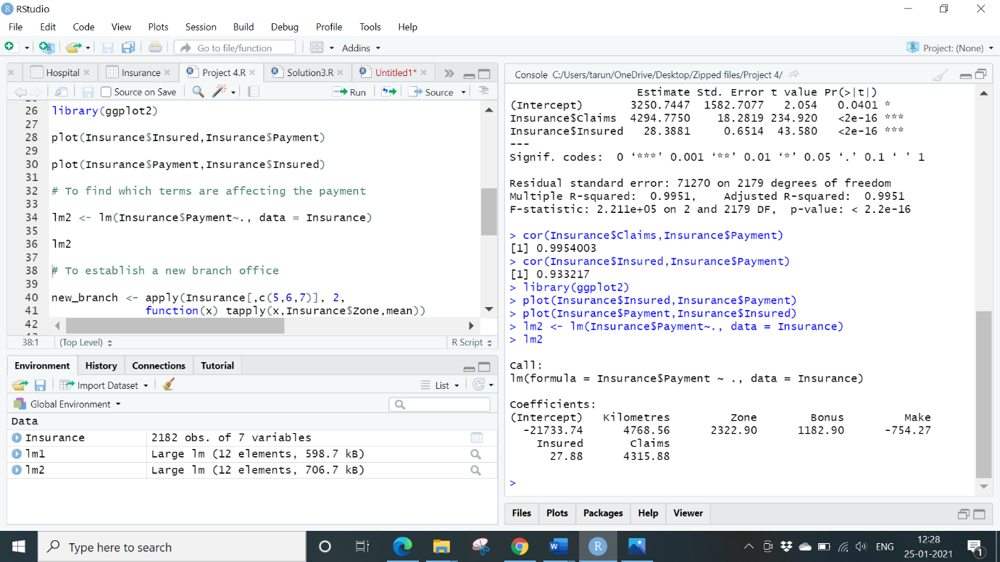 RStudio
File Edit Code View Plots Session Build Debug Profile Tools Help
Go to file/function Addins Project: (None)
Hospital Insurance Project 4.R Solution3.R Untitled1*
Source on Save Run Source
26 library(ggplot2)
27
28 plot(Insurance$Insured,Insurance$Payment)
29
30 plot(Insurance$Payment,Insurance$Insured)
31
32 # To find which terms are affecting the payment
33
34 lm2 <- lm(Insurance$Payment~., data = Insurance)
35
36 lm2
37
38 # To establish a new branch office
39
40 new_branch <- apply(Insurance[,c(5,6,7)], 2,
41 function(x) tapply(x,Insurance$Zone,mean))
42
38:1 (Top Level) R Script
Environment History Connections Tutorial
Import Dataset List
Global Environment
Data
Insurance 2182 obs. of 7 variables
lm1 Large lm (12 elements, 598.7 kB)
lm2 Large lm (12 elements, 706.7 kB)
Console C:/Users/tarun/OneDrive/Desktop/Zipped files/Project 4/
Estimate Std. Error t value Pr(>|t|)
(Intercept) 3250.7447 1582.7077 2.054 0.0401 *
Insurance$Claims 4294.7750 18.2819 234.920 <2e-16 ***
Insurance$Insured 28.3881 0.6514 43.580 <2e-16 ***
---
Signif. codes: 0 ‘***’ 0.001 ‘**’ 0.01 ‘*’ 0.05 ‘.’ 0.1 ‘ ’ 1
Residual standard error: 71270 on 2179 degrees of freedom
Multiple R-squared: 0.9951, Adjusted R-squared: 0.9951
F-statistic: 2.211e+05 on 2 and 2179 DF, p-value: < 2.2e-16
> cor(Insurance$Claims,Insurance$Payment)
[1] 0.9954003
> cor(Insurance$Insured,Insurance$Payment)
[1] 0.933217
> library(ggplot2)
> plot(Insurance$Insured,Insurance$Payment)
> plot(Insurance$Payment,Insurance$Insured)
> lm2 <- lm(Insurance$Payment~., data = Insurance)
> lm2
Call:
lm(formula = Insurance$Payment ~ ., data = Insurance)
Coefficients:
(Intercept) Kilometres Zone Bonus Make
-21733.74 4768.56 2322.90 1182.90 -754.27
Insured Claims
27.88 4315.88
>
Files Plots Packages Help Viewer
Type here to search
ENG
12:28
25-01-2021
1